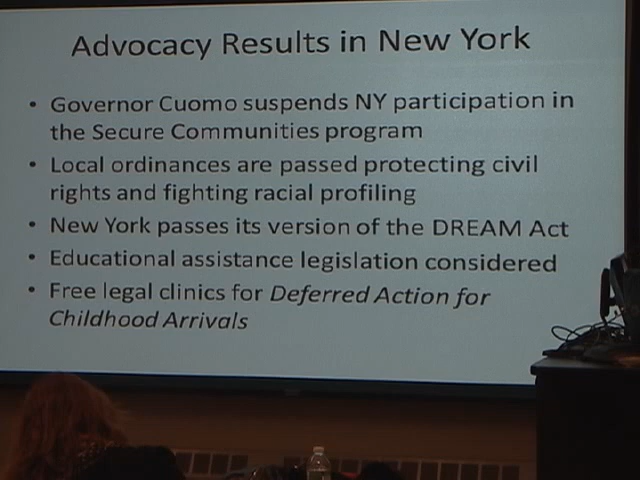 Advocacy Results in New York
• Governor Cuomo suspends NY participation in
the Secure Communities program
• Local ordinances are passed protecting civil
rights and fighting racial profiling
• New York passes its version of the DREAM Act
• Educational assistance legislation considered
• Free legal clinics for Deferred Action for
Childhood Arrivals